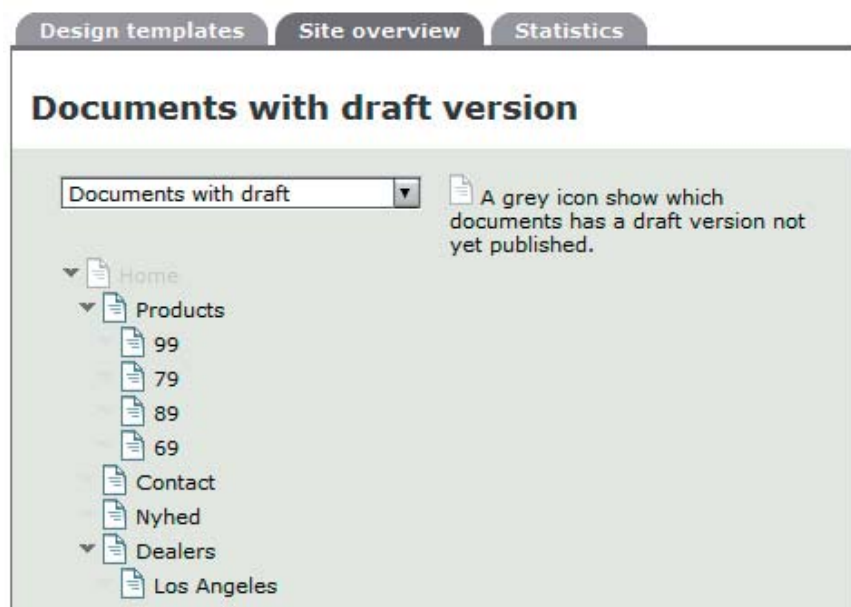 Design templates Site overview Statistics
Documents with draft version
Documents with draft
A grey icon show which
documents has a draft version not
yet published.
Home
Products
99
79
89
69
Contact
Nyhed
Dealers
Los Angeles